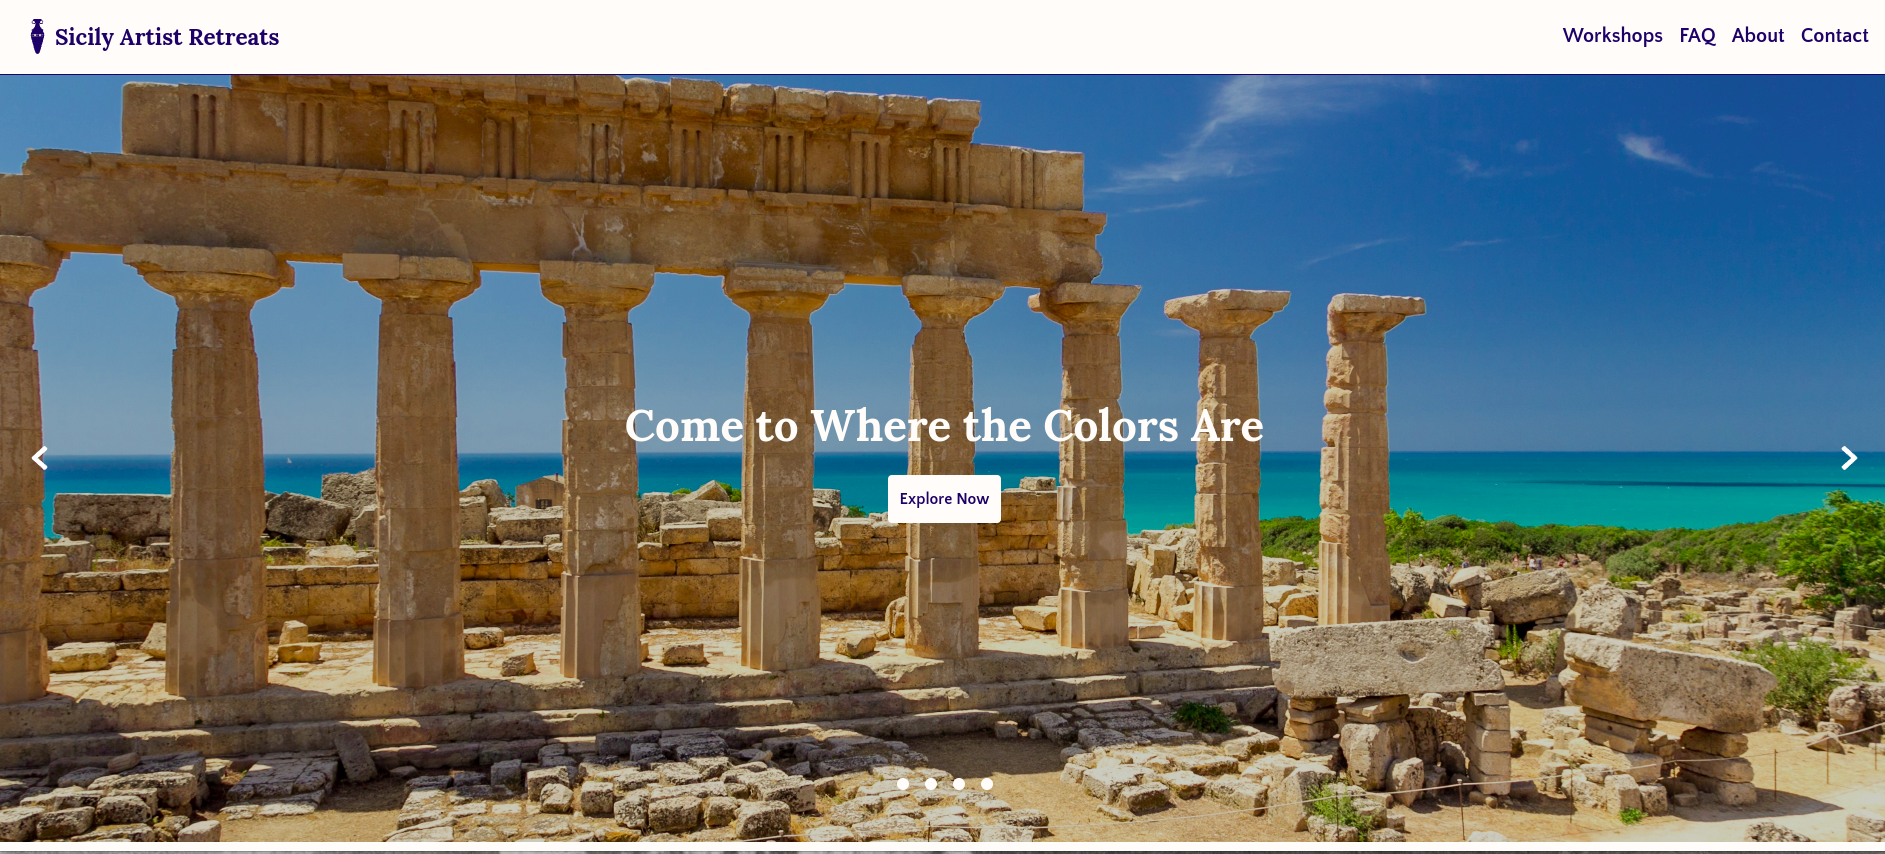 Sicily Artist Retreats
Workshops FAQ About Contact
Come to Where the Colors Are
Explore Now